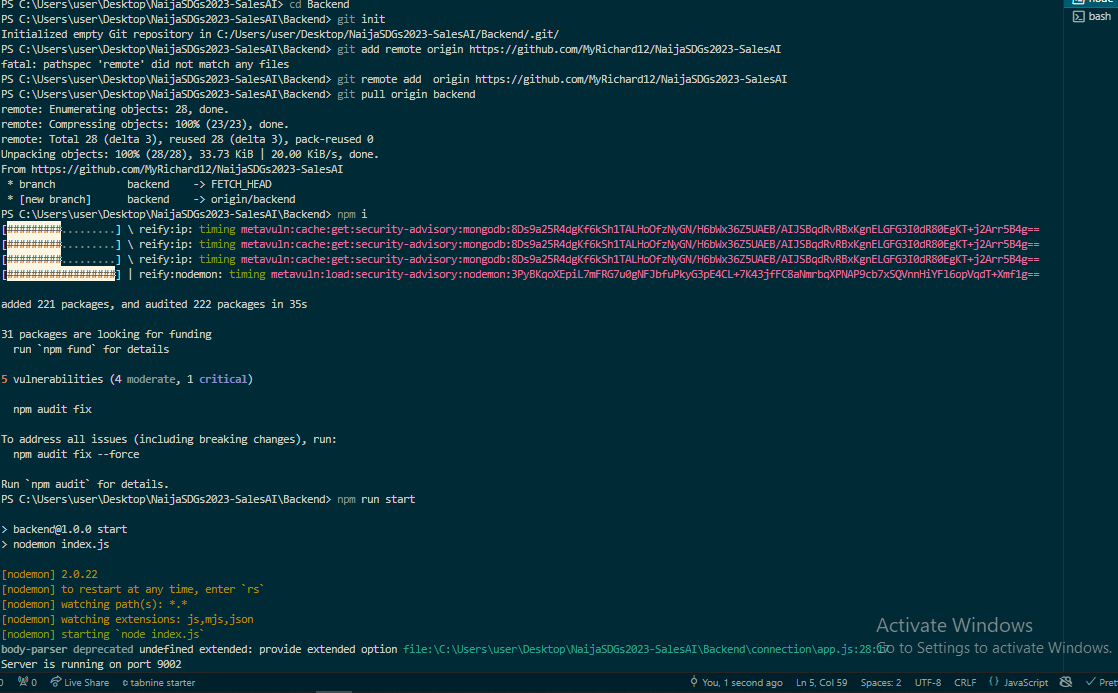 PS C:\Users\user\Desktop\NaijaSDGs2023-SalesAI> cd Backend
PS C:\Users\user\Desktop\NaijaSDGs2023-SalesAI\Backend> git init
Initialized empty Git repository in C:/Users/user/Desktop/NaijaSDGs2023-SalesAI/Backend/.git/
PS C:\Users\user\Desktop\NaijaSDGs2023-SalesAI\Backend> git add remote origin https://github.com/MyRichard12/NaijaSDGs2023-SalesAI
fatal: pathspec 'remote' did not match any files
PS C:\Users\user\Desktop\NaijaSDGs2023-SalesAI\Backend> git remote add  origin https://github.com/MyRichard12/NaijaSDGs2023-SalesAI
PS C:\Users\user\Desktop\NaijaSDGs2023-SalesAI\Backend> git pull origin backend
remote: Enumerating objects: 28, done.
remote: Compressing objects: 100% (23/23), done.
remote: Total 28 (delta 3), reused 28 (delta 3), pack-reused 0
Unpacking objects: 100% (28/28), 33.73 KiB | 20.00 KiB/s, done.
From https://github.com/MyRichard12/NaijaSDGs2023-SalesAI
 * branch            backend    -> FETCH_HEAD
 * [new branch]      backend    -> origin/backend
PS C:\Users\user\Desktop\NaijaSDGs2023-SalesAI\Backend> npm i
[#########.........] \ reify:ip: timing metavuln:cache:get:security-advisory:mongodb:8Ds9a25R4dgKf6kSh1TALHoOfzNyGN/H6bWx36Z5UAEB/AIJSBqdRvRBxKgnELGFG3I0dR80EgKT+j2Arr5B4g==
[#########.........] \ reify:ip: timing metavuln:cache:get:security-advisory:mongodb:8Ds9a25R4dgKf6kSh1TALHoOfzNyGN/H6bWx36Z5UAEB/AIJSBqdRvRBxKgnELGFG3I0dR80EgKT+j2Arr5B4g==
[#########.........] \ reify:ip: timing metavuln:cache:get:security-advisory:mongodb:8Ds9a25R4dgKf6kSh1TALHoOfzNyGN/H6bWx36Z5UAEB/AIJSBqdRvRBxKgnELGFG3I0dR80EgKT+j2Arr5B4g==
[##################] | reify:nodemon: timing metavuln:load:security-advisory:nodemon:3PyBKqoXEpiL7mFRG7u0gNFJbfuPkyG3pE4CL+7K43jfFC8aNmrbqXPNAP9cb7xSQVnnHiYFl6opVqdT+Xmf1g==
added 221 packages, and audited 222 packages in 35s
31 packages are looking for funding
  run `npm fund` for details
5 vulnerabilities (4 moderate, 1 critical)
  npm audit fix
To address all issues (including breaking changes), run:
  npm audit fix --force
Run `npm audit` for details.
PS C:\Users\user\Desktop\NaijaSDGs2023-SalesAI\Backend> npm run start
> backend@1.0.0 start
> nodemon index.js
[nodemon] 2.0.22
[nodemon] to restart at any time, enter `rs`
[nodemon] watching path(s): *.*
[nodemon] watching extensions: js,mjs,json
[nodemon] starting `node index.js`
body-parser deprecated undefined extended: provide extended option file:\C:\Users\user\Desktop\NaijaSDGs2023-SalesAI\Backend\connection\app.js:28:
Server is running on port 9002
node
bash
Activate Windows
Go to Settings to activate Windows.
0 Live Share tabnine starter You, 1 second ago Ln 5, Col 59 Spaces: 2 UTF-8 CRLF {} JavaScript Pret